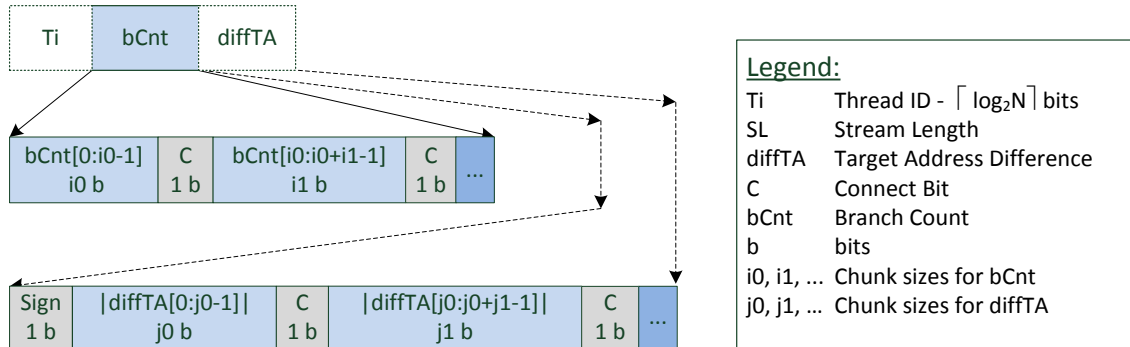 Ti bCnt diffTA
bCnt[0:i0-1] C bCnt[i0:i0+i1-1] C ...
i0 b 1 b i1 b 1 b
Sign |diffTA[0:j0-1]| C |diffTA[j0:j0+j1-1]| C ...
1 b j0 b 1 b j1 b 1 b
Legend:
Ti Thread ID - ⌈ log₂N⌉ bits
SL Stream Length
diffTA Target Address Difference
C Connect Bit
bCnt Branch Count
b bits
i0, i1, ... Chunk sizes for bCnt
j0, j1, ... Chunk sizes for diffTA